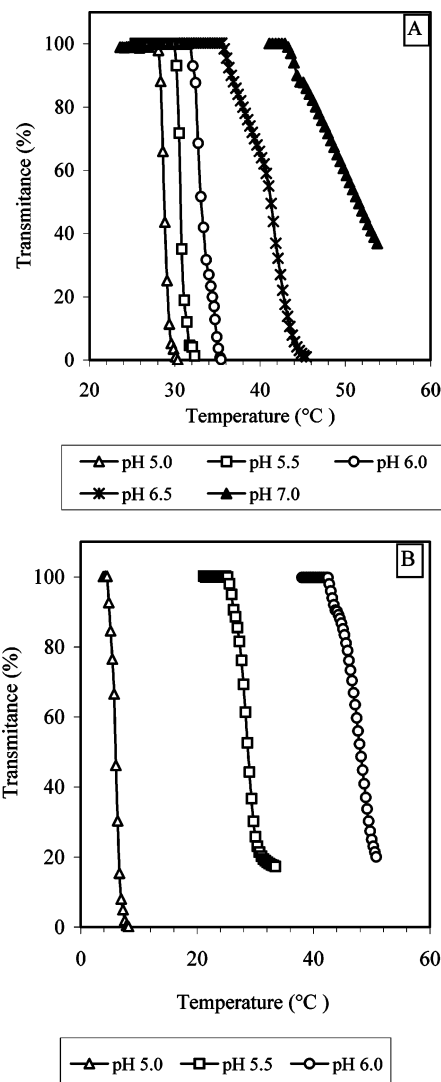 A
Transmitance (%)
100
80
60
40
20
0
20 30 40 50 60
Temperature (°C )
pH 5.0 pH 5.5 pH 6.0
pH 6.5 pH 7.0
B
Transmitance (%)
100
80
60
40
20
0
0 20 40 60
Temperature (°C )
pH 5.0 pH 5.5 pH 6.0